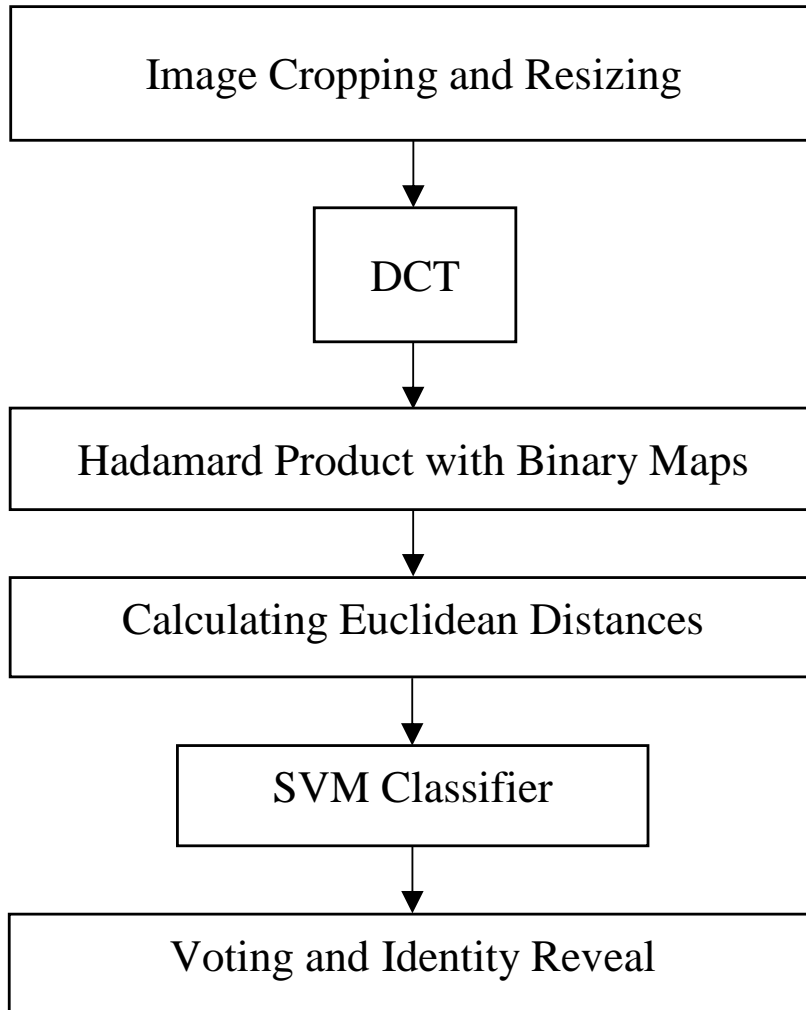 Image Cropping and Resizing
DCT
Hadamard Product with Binary Maps
Calculating Euclidean Distances
SVM Classifier
Voting and Identity Reveal